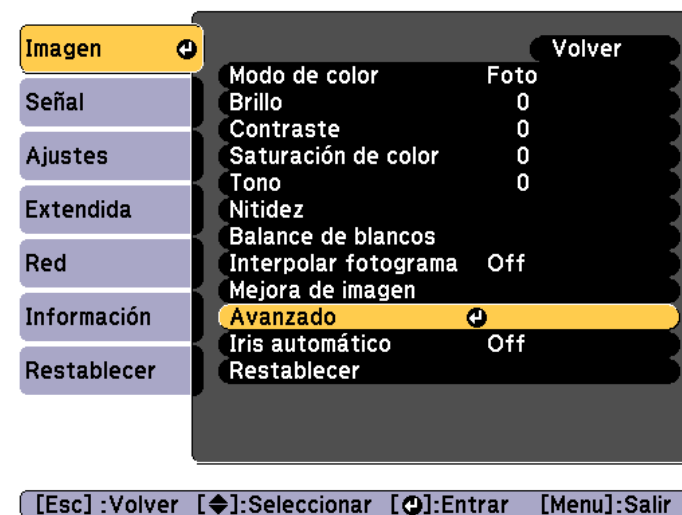 Imagen
Señal
Ajustes
Extendida
Red
Información
Restablecer
Volver
Modo de color Foto
Brillo 0
Contraste 0
Saturación de color 0
Tono 0
Nitidez
Balance de blancos
Interpolar fotograma Off
Mejora de imagen
Avanzado
Iris automático Off
Restablecer
[Esc] :Volver [◆]:Seleccionar [↵]:Entrar [Menu]:Salir